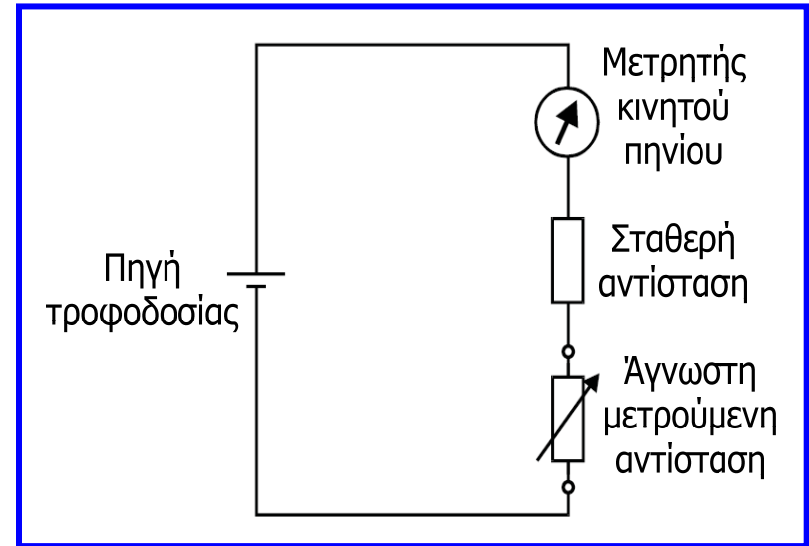 Μετρητής
κινητού
πηνίου
Σταθερή
αντίσταση
Πηγή
τροφοδοσίας
Άγνωστη
μετρούμενη
αντίσταση